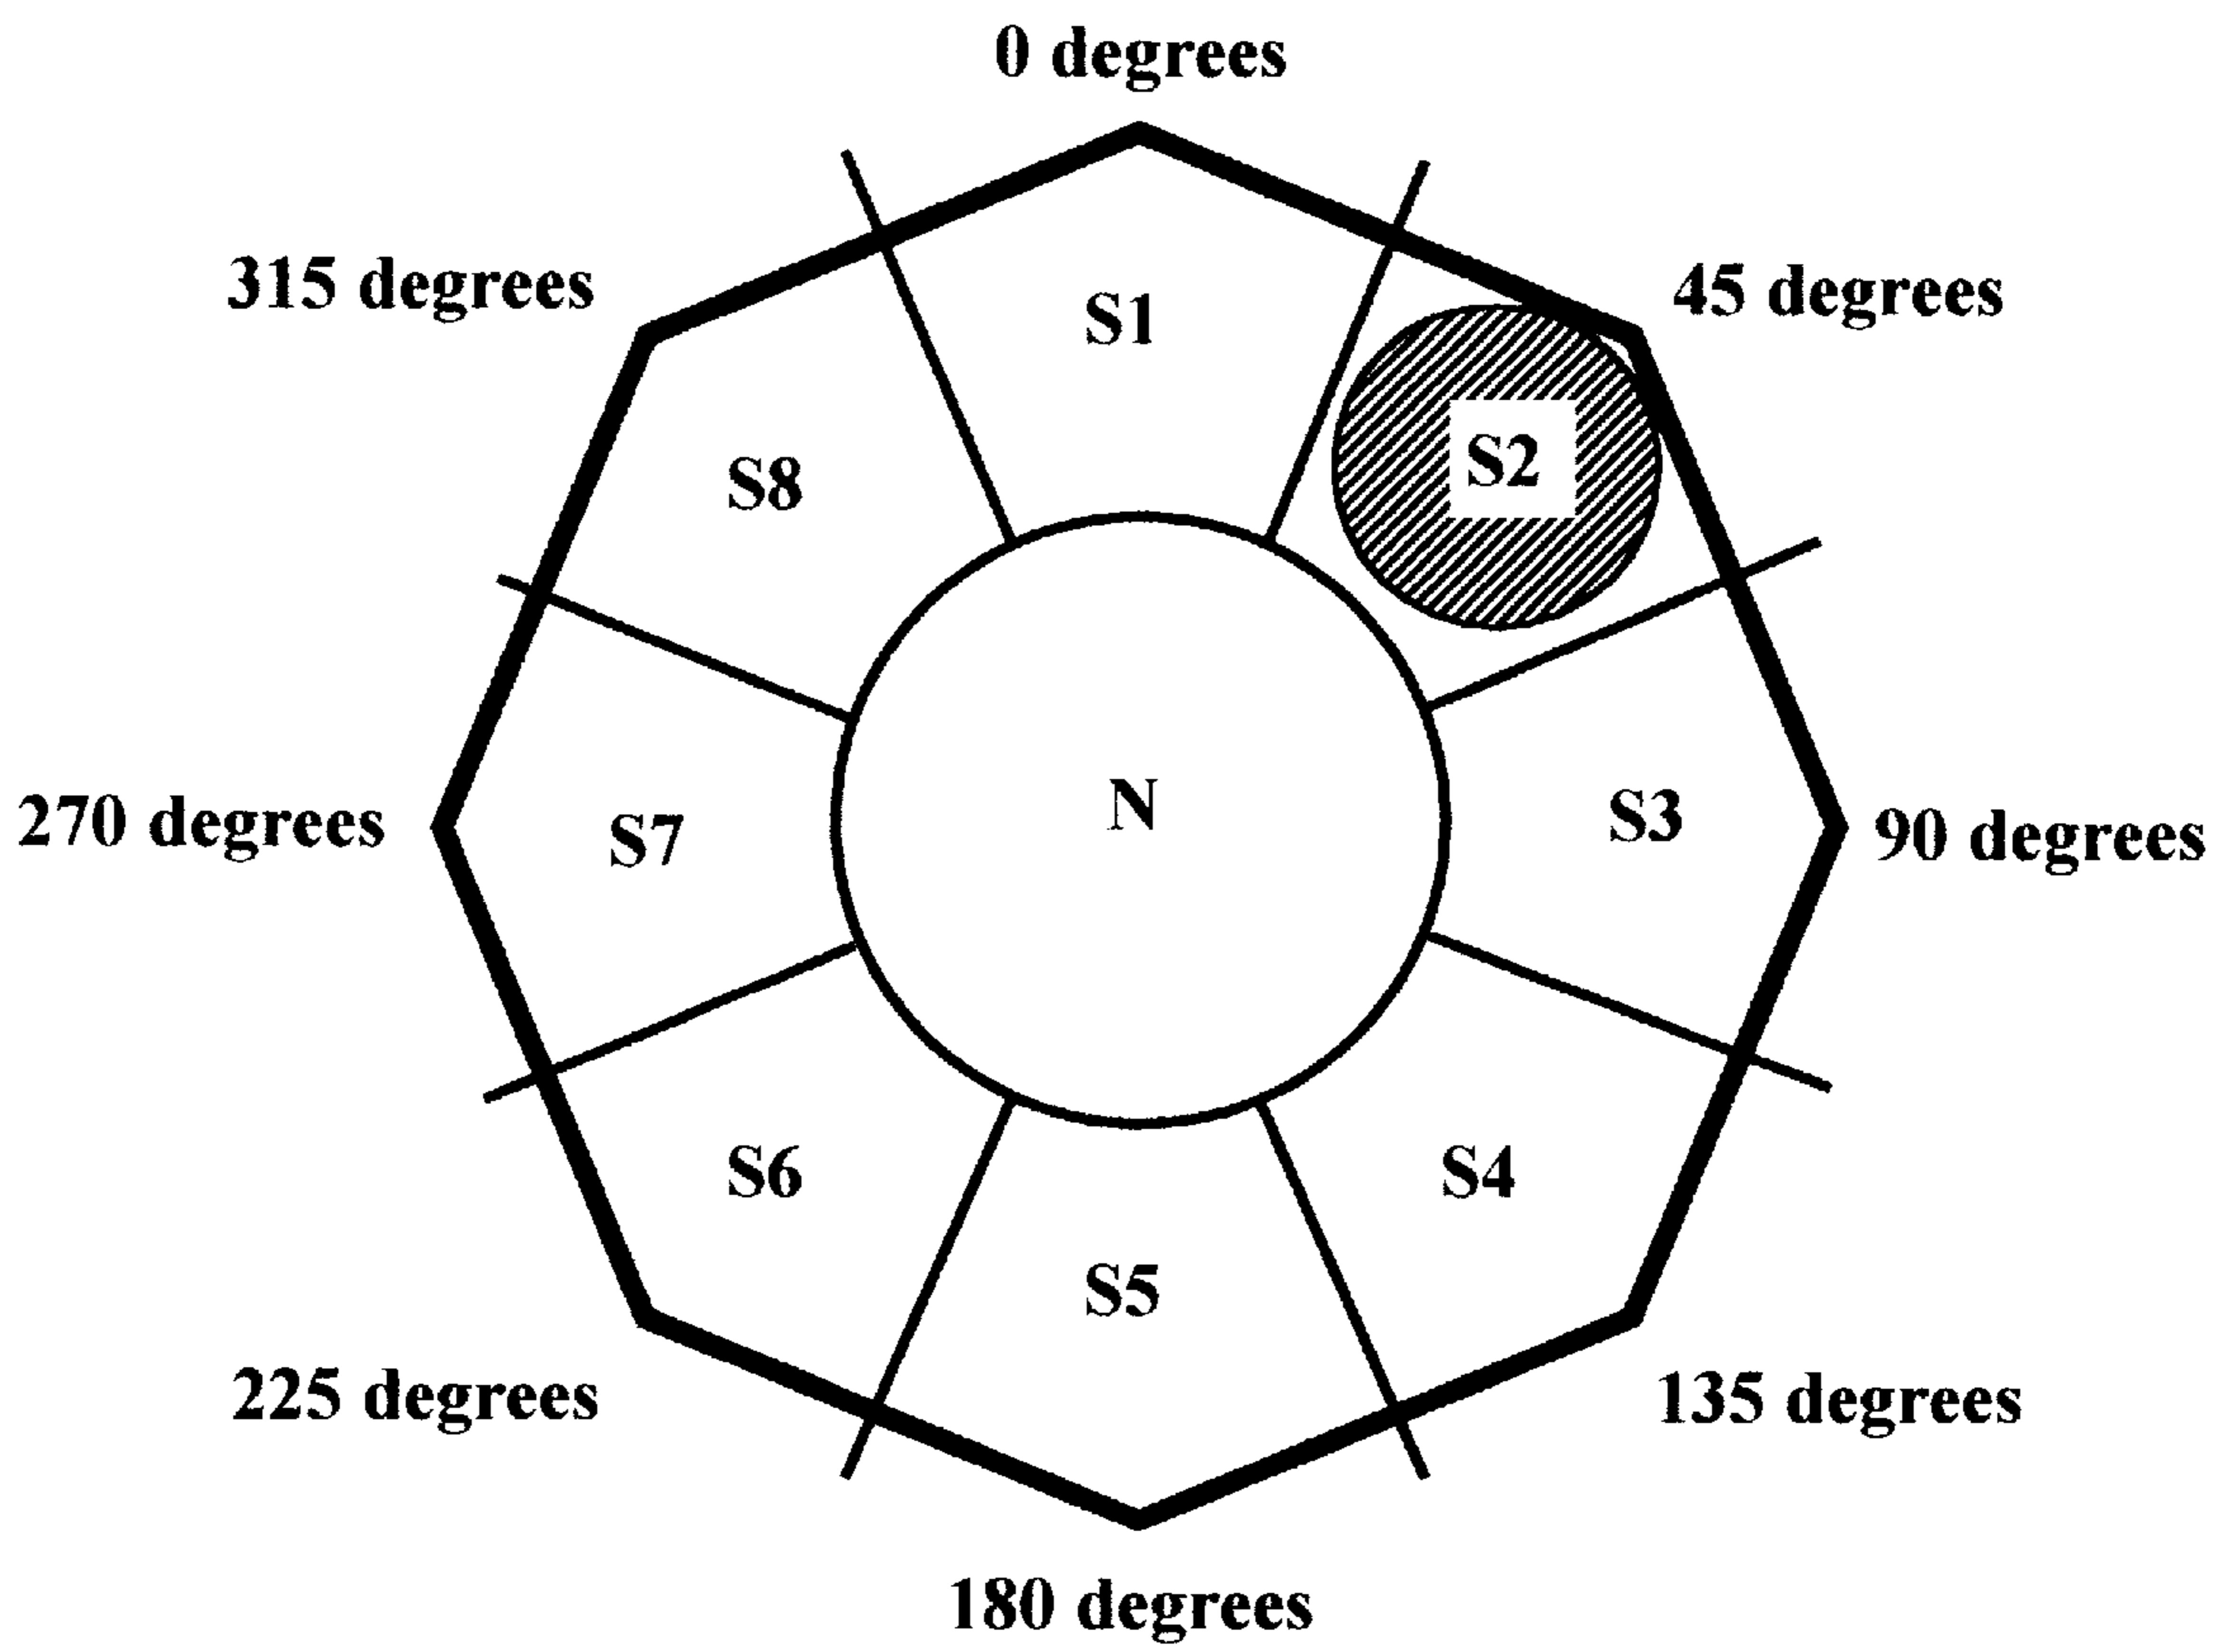 0 degrees
315 degrees
45 degrees
S1
S2
S8
N
270 degrees
S7
S3
90 degrees
S6
S4
S5
225 degrees
135 degrees
180 degrees